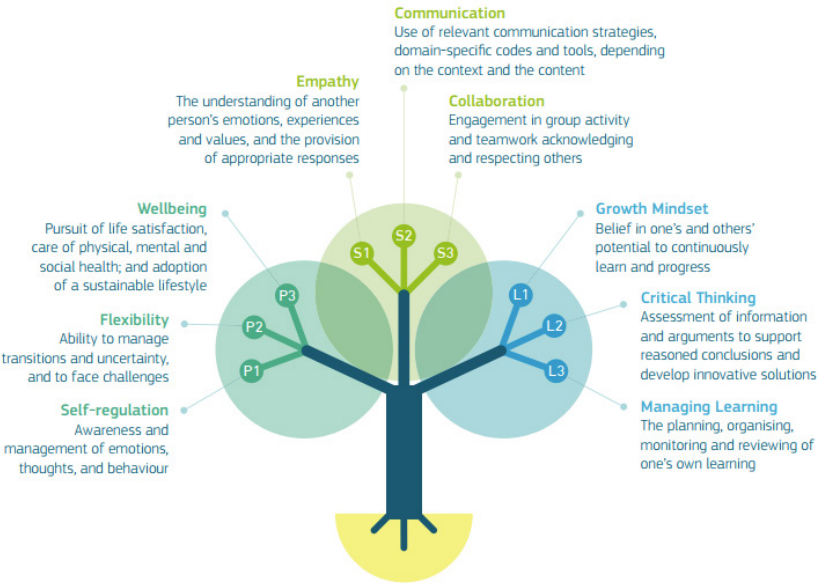 Communication
Use of relevant communication strategies,
domain-specific codes and tools, depending
on the context and the content
Empathy
The understanding of another
person's emotions, experiences
and values, and the provision
of appropriate responses
Collaboration
Engagement in group activity
and teamwork acknowledging
and respecting others
Wellbeing
Pursuit of life satisfaction,
care of physical, mental and
social health; and adoption
of a sustainable lifestyle
Growth Mindset
Belief in one's and others'
potential to continuously
learn and progress
Flexibility
Ability to manage
transitions and uncertainty,
and to face challenges
Critical Thinking
Assessment of information
and arguments to support
reasoned conclusions and
develop innovative solutions
Self-regulation
Awareness and
management of emotions,
thoughts, and behaviour
Managing Learning
The planning, organising,
monitoring and reviewing of
one's own learning
S1
S2
S3
P3
P2
P1
L1
L2
L3